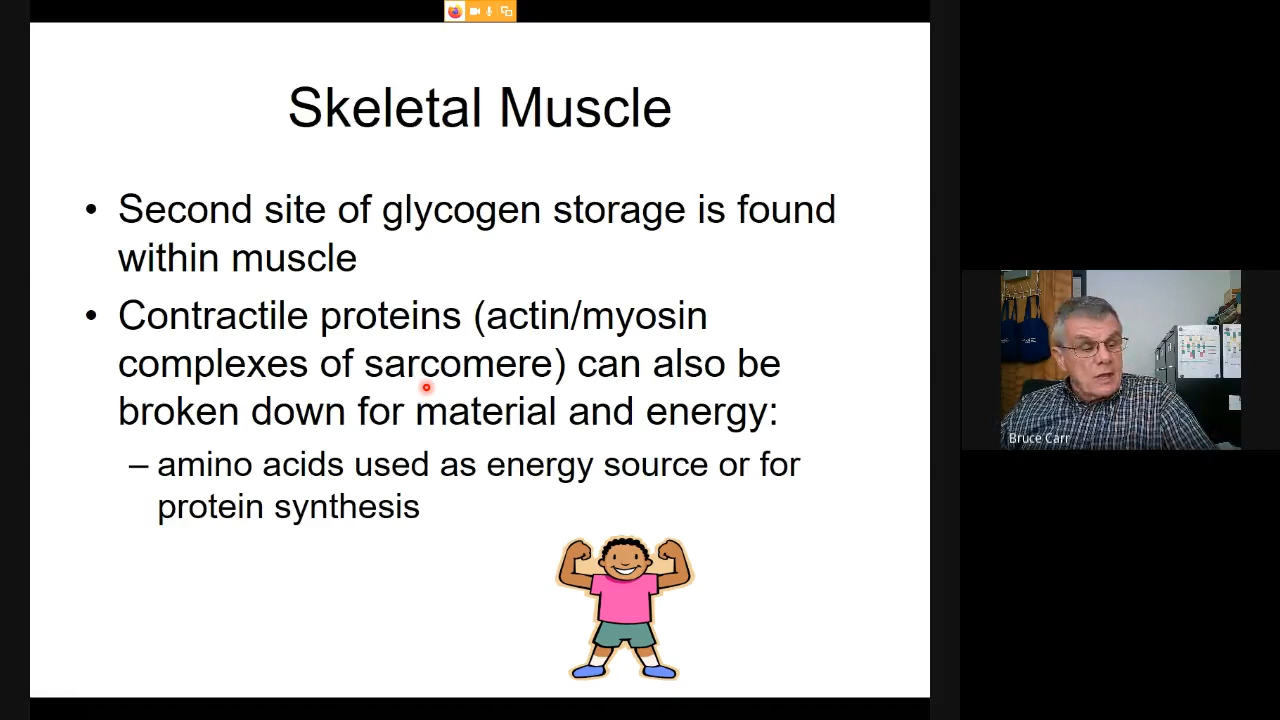 Skeletal Muscle
• Second site of glycogen storage is found
within muscle
• Contractile proteins (actin/myosin
complexes of sarcomere) can also be
broken down for material and energy:
– amino acids used as energy source or for
protein synthesis
Bruce Carr